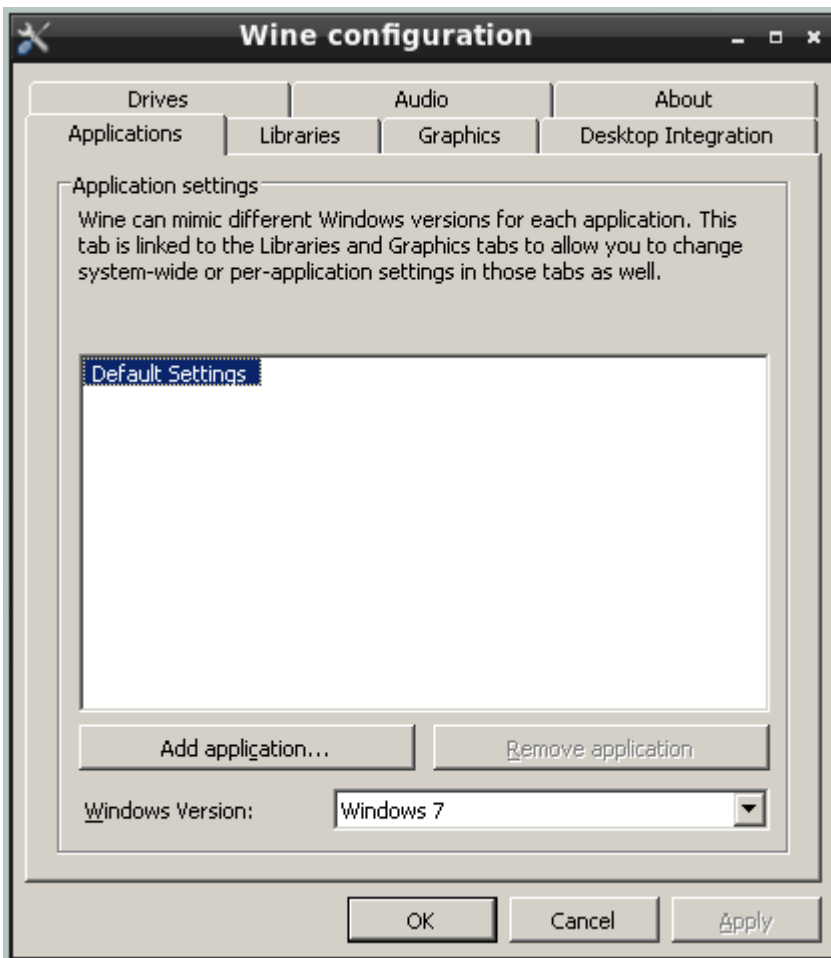 Wine configuration
Drives Audio About
Applications Libraries Graphics Desktop Integration
Application settings
Wine can mimic different Windows versions for each application. This
tab is linked to the Libraries and Graphics tabs to allow you to change
system-wide or per-application settings in those tabs as well.
Default Settings
Add application... Remove application
Windows Version: Windows 7
OK Cancel Apply